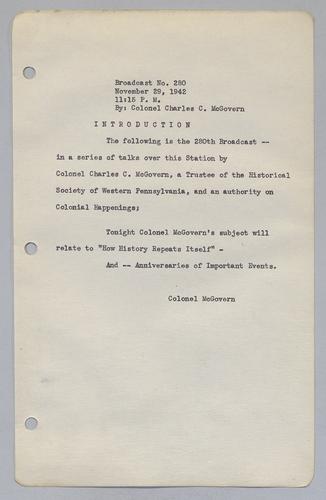 Broadcast No. 280
November 29, 1942
11:15 P. M.
By: Colonel Charles C. McGovern
I N T R O D U C T I O N
The following is the 280th Broadcast --
in a series of talks over this Station by
Colonel Charles C. McGovern, a Trustee of the Historical
Society of Western Pennsylvania, and an authority on
Colonial Happenings;
Tonight Colonel McGovern's subject will
relate to "How History Repeats Itself" -
And -- Anniversaries of Important Events.
Colonel McGovern